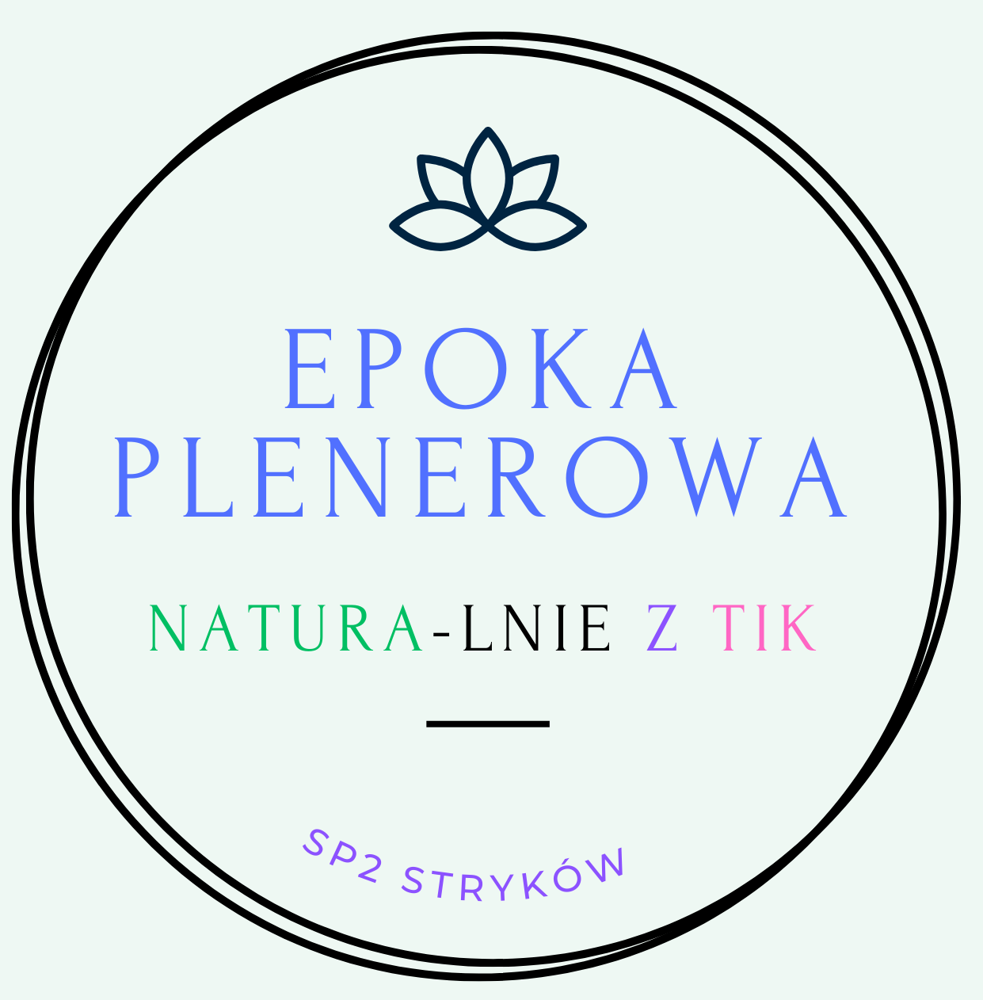 EPOKA
PLENEROWA
NATURA-LNIE Z TIK
SP2 STRYKÓW